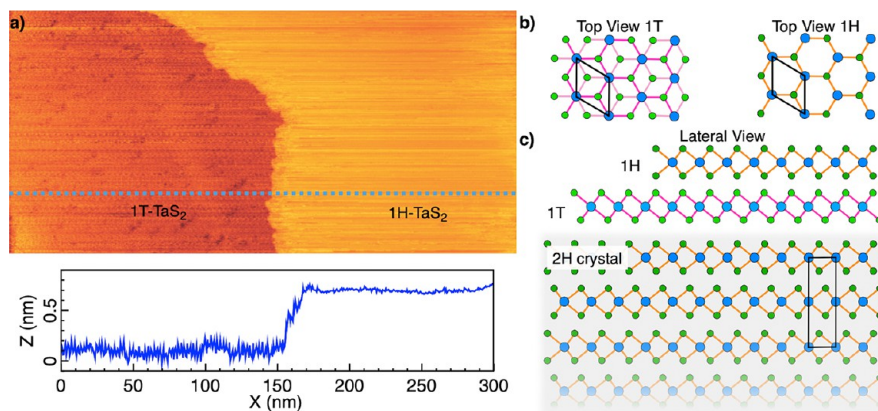 a)
1T-TaS₂
1H-TaS₂
Z (nm)
0.5
0
0 50 100 150 200 250 300
X (nm)
b) Top View 1T Top View 1H
c) Lateral View
1H
1T
2H crystal